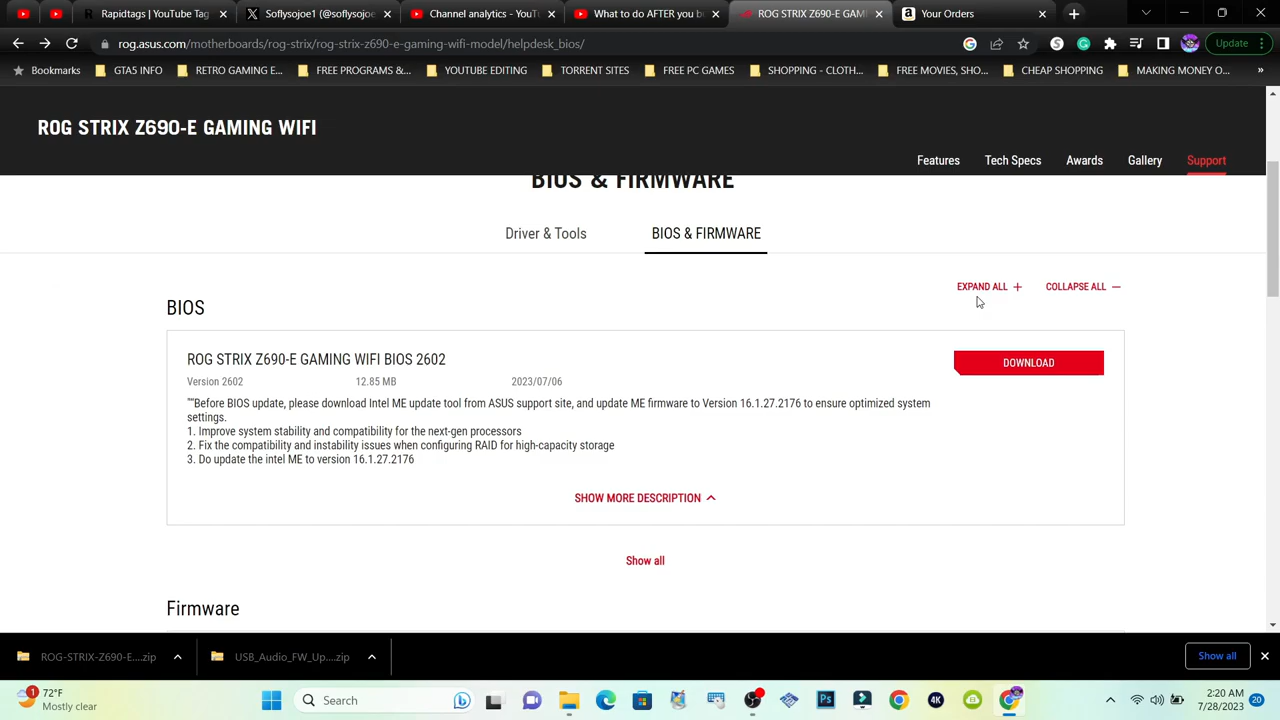 Rapidtags | YouTube Tag
Softlysojoe1 (@soflysojoe
Channel analytics - YouTu
What to do AFTER you b
ROG STRIX Z690-E GAMI
Your Orders
rog.asus.com/motherboards/rog-strix/rog-strix-z690-e-gaming-wifi-model/helpdesk_bios/
Update
Bookmarks
GTA5 INFO
RETRO GAMING E...
FREE PROGRAMS &...
YOUTUBE EDITING
TORRENT SITES
FREE PC GAMES
SHOPPING - CLOTH...
FREE MOVIES, SHO...
CHEAP SHOPPING
MAKING MONEY O...
ROG STRIX Z690-E GAMING WIFI
Features
Tech Specs
Awards
Gallery
Support
BIOS & FIRMWARE
Driver & Tools
BIOS & FIRMWARE
EXPAND ALL +
COLLAPSE ALL −
BIOS
ROG STRIX Z690-E GAMING WIFI BIOS 2602
DOWNLOAD
Version 2602
12.85 MB
2023/07/06
""Before BIOS update, please download Intel ME update tool from ASUS support site, and update ME firmware to Version 16.1.27.2176 to ensure optimized system
settings.
1. Improve system stability and compatibility for the next-gen processors
2. Fix the compatibility and instability issues when configuring RAID for high-capacity storage
3. Do update the intel ME to version 16.1.27.2176
SHOW MORE DESCRIPTION
Show all
Firmware
ROG-STRIX-Z690-E....zip
USB_Audio_FW_Up....zip
Show all
1
72°F
Mostly clear
Search
Ps
4K
2:20 AM
7/28/2023
20